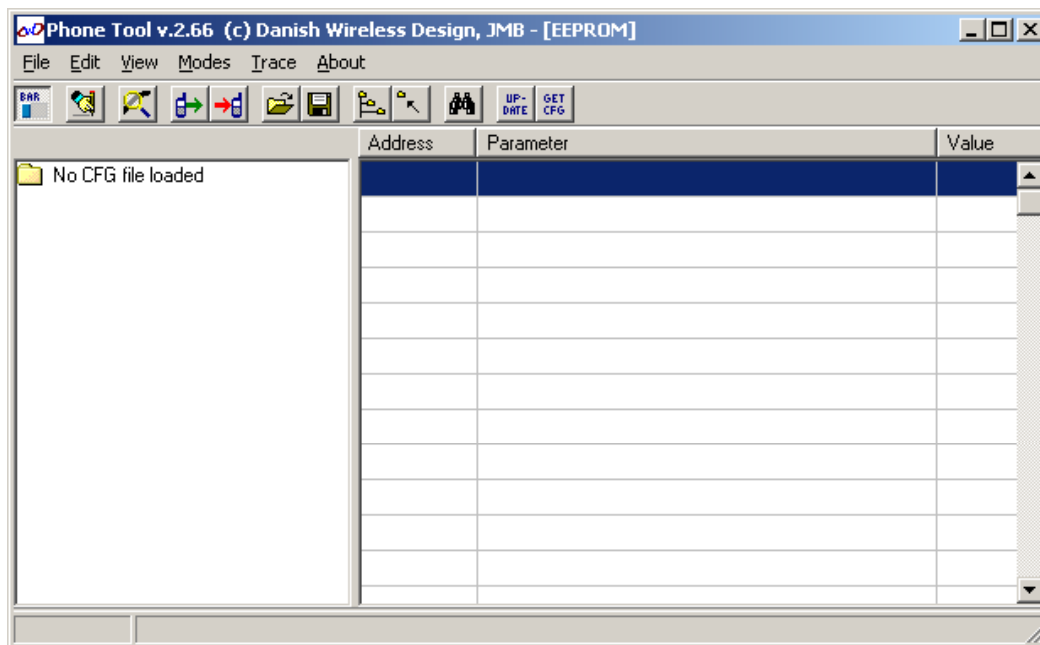 Phone Tool v.2.66 (c) Danish Wireless Design, JMB - [EEPROM]
File Edit View Modes Trace About
BAR UP-DATE GET CFG
Address Parameter Value
No CFG file loaded